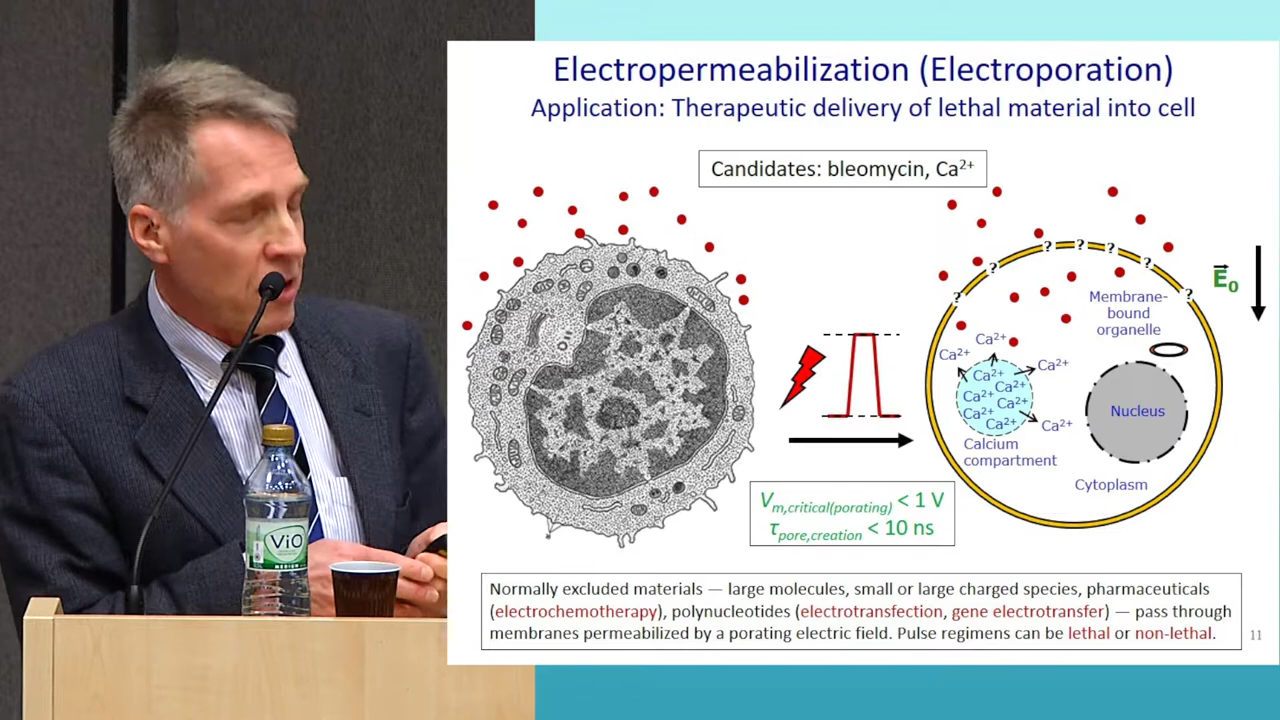 Electropermeabilization (Electroporation)
Application: Therapeutic delivery of lethal material into cell
Candidates: bleomycin, Ca²⁺
? ? ? ? ? ? ? ?
E₀
Membrane-
bound
organelle
Ca²⁺
Ca²⁺
Ca²⁺
Ca²⁺
Ca²⁺
Ca²⁺
Ca²⁺
Ca²⁺
Ca²⁺
Ca²⁺
Nucleus
Calcium
compartment
Cytoplasm
Vm,critical(porating) < 1 V
τpore,creation < 10 ns
Normally excluded materials — large molecules, small or large charged species, pharmaceuticals
(electrochemotherapy), polynucleotides (electrotransfection, gene electrotransfer) — pass through
membranes permeabilized by a porating electric field. Pulse regimens can be lethal or non-lethal.
11
ViO
MEDIUM